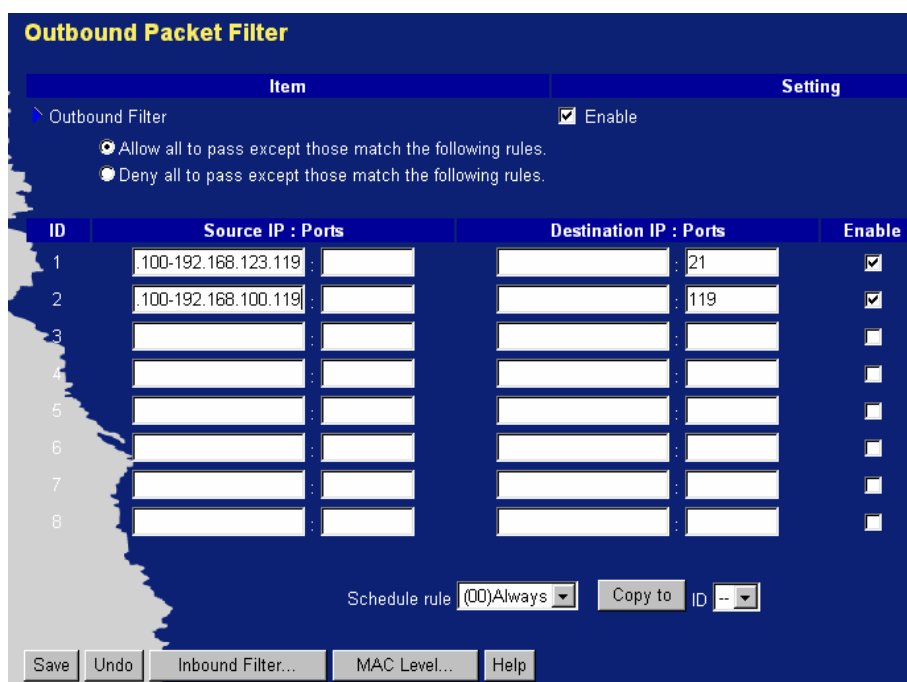 Outbound Packet Filter
Item Setting
Outbound Filter Enable
Allow all to pass except those match the following rules.
Deny all to pass except those match the following rules.
ID Source IP : Ports Destination IP : Ports Enable
1 .100-192.168.123.119 : : 21
2 .100-192.168.100.119 : : 119
3 : :
4 : :
5 : :
6 : :
7 : :
8 : :
Schedule rule (00)Always Copy to ID --
Save Undo Inbound Filter... MAC Level... Help